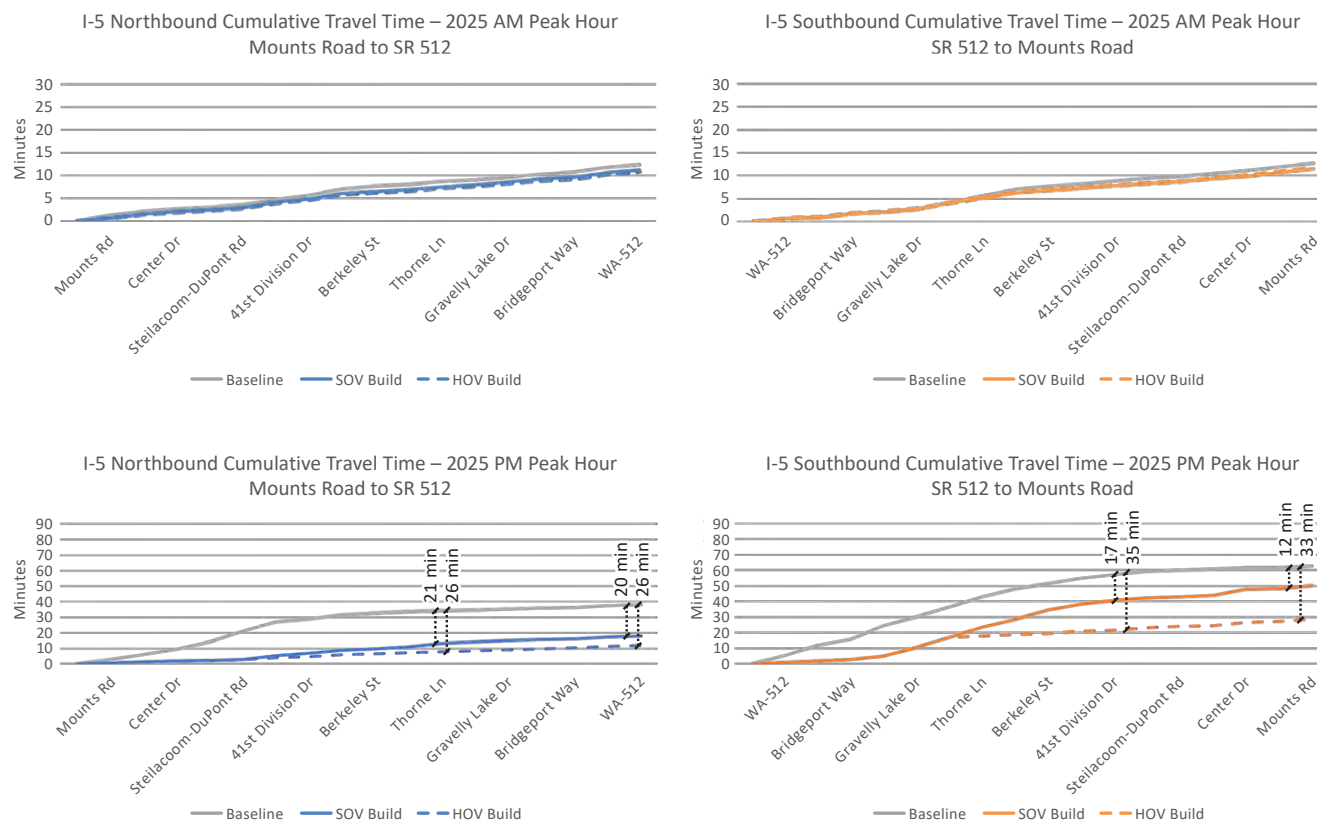 I-5 Northbound Cumulative Travel Time – 2025 AM Peak Hour
Mounts Road to SR 512
30
25
20
15
10
5
0
Minutes
Mounts Rd
Center Dr
Steilacoom-DuPont Rd
41st Division Dr
Berkeley St
Thorne Ln
Gravelly Lake Dr
Bridgeport Way
WA-512
Baseline
SOV Build
HOV Build
I-5 Southbound Cumulative Travel Time – 2025 AM Peak Hour
SR 512 to Mounts Road
30
25
20
15
10
5
0
Minutes
WA-512
Bridgeport Way
Gravelly Lake Dr
Thorne Ln
Berkeley St
41st Division Dr
Steilacoom-DuPont Rd
Center Dr
Mounts Rd
Baseline
SOV Build
HOV Build
I-5 Northbound Cumulative Travel Time – 2025 PM Peak Hour
Mounts Road to SR 512
90
80
70
60
50
40
30
20
10
0
Minutes
21 min
26 min
20 min
26 min
Mounts Rd
Center Dr
Steilacoom-DuPont Rd
41st Division Dr
Berkeley St
Thorne Ln
Gravelly Lake Dr
Bridgeport Way
WA-512
Baseline
SOV Build
HOV Build
I-5 Southbound Cumulative Travel Time – 2025 PM Peak Hour
SR 512 to Mounts Road
90
80
70
60
50
40
30
20
10
0
Minutes
17 min
35 min
12 min
33 min
WA-512
Bridgeport Way
Gravelly Lake Dr
Thorne Ln
Berkeley St
41st Division Dr
Steilacoom-DuPont Rd
Center Dr
Mounts Rd
Baseline
SOV Build
HOV Build